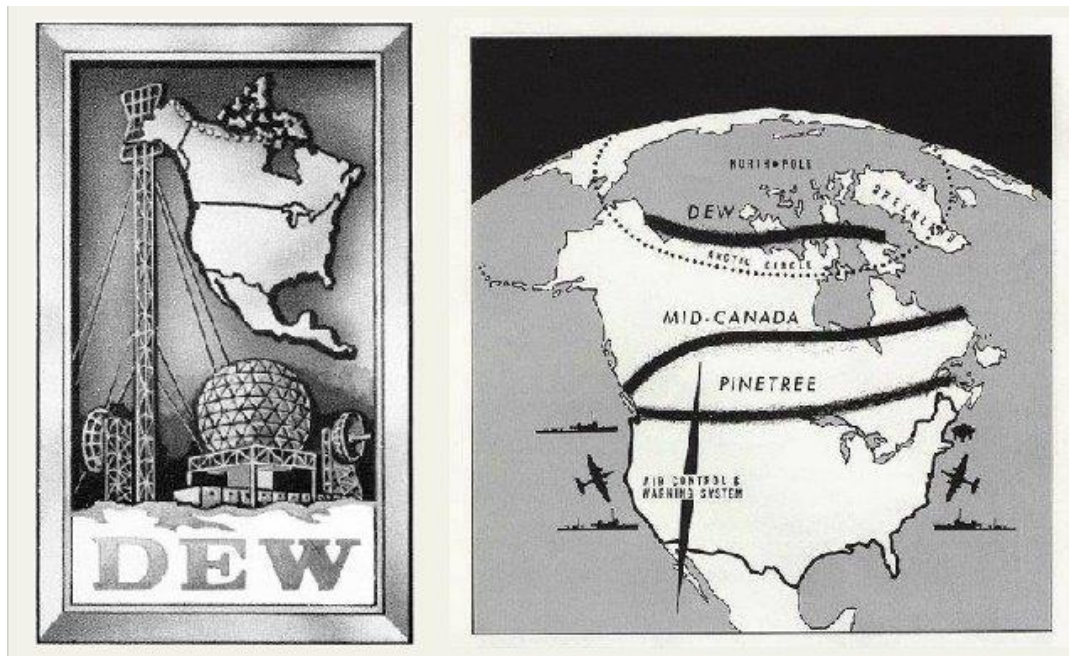 DEW
NORTH POLE
GREENLAND
DEW
ARCTIC CIRCLE
MID-CANADA
PINETREE
AIR CONTROL &
WARNING SYSTEM